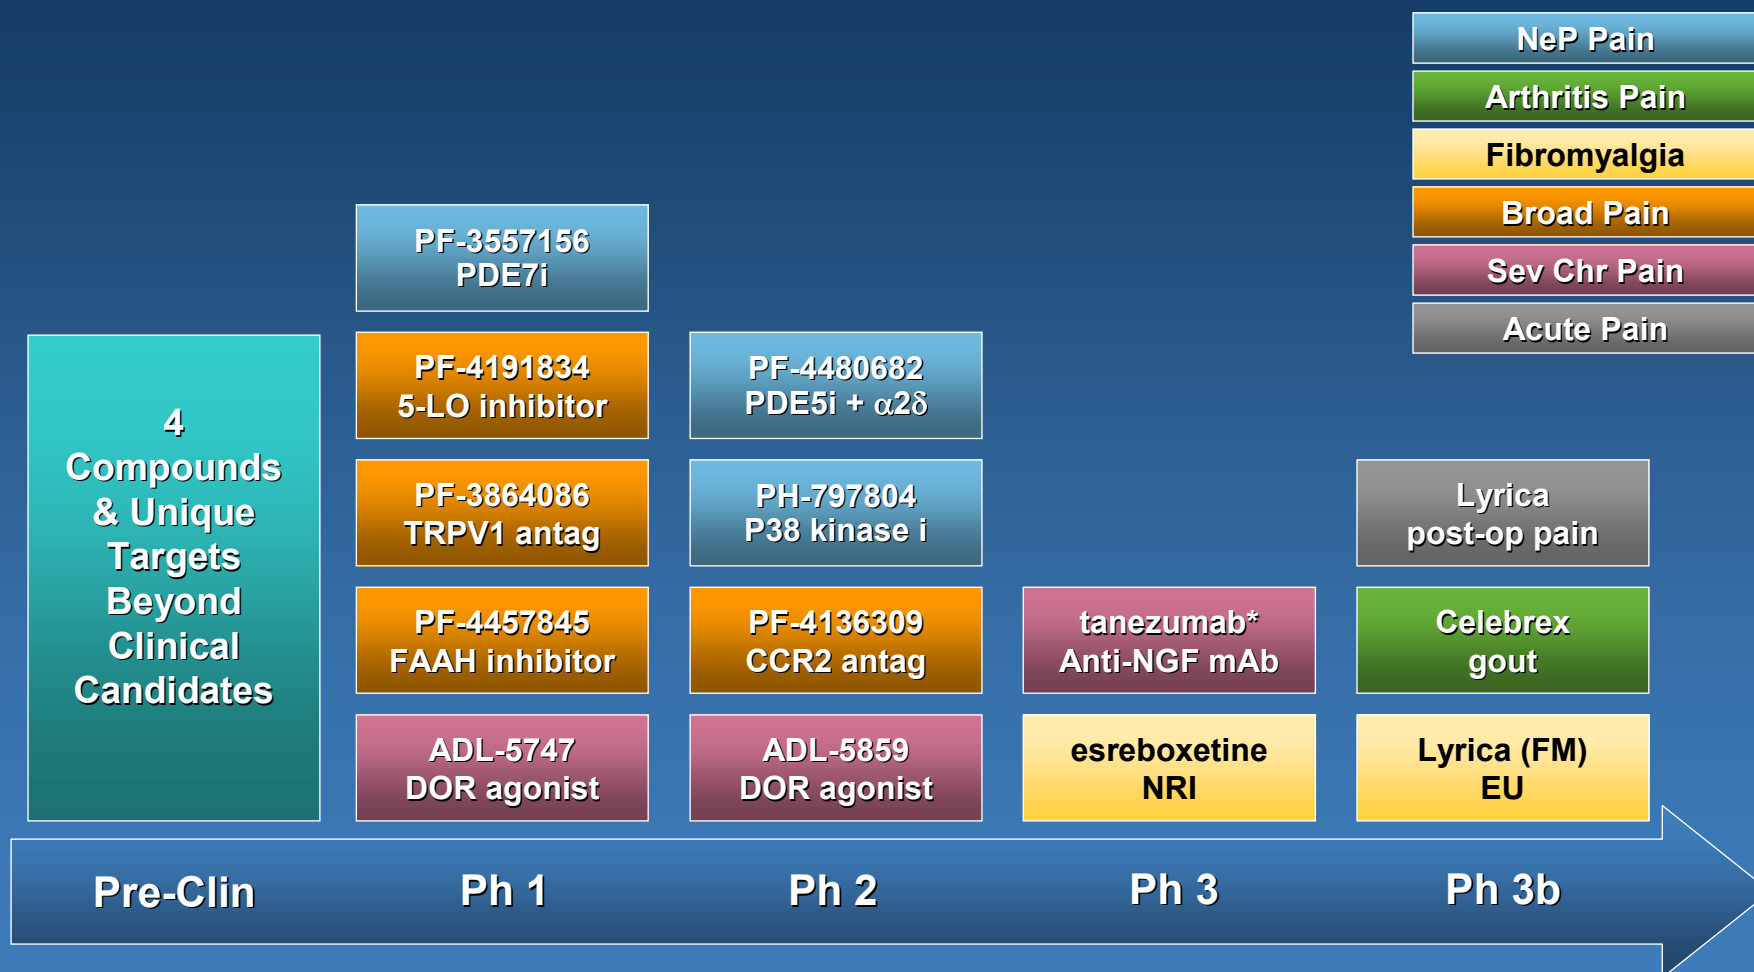 NeP Pain
Arthritis Pain
Fibromyalgia
Broad Pain
Sev Chr Pain
Acute Pain
4
Compounds
& Unique
Targets
Beyond
Clinical
Candidates
PF-3557156
PDE7i
PF-4191834
5-LO inhibitor
PF-3864086
TRPV1 antag
PF-4457845
FAAH inhibitor
ADL-5747
DOR agonist
PF-4480682
PDE5i + α2δ
PH-797804
P38 kinase i
PF-4136309
CCR2 antag
ADL-5859
DOR agonist
tanezumab*
Anti-NGF mAb
esreboxetine
NRI
Lyrica
post-op pain
Celebrex
gout
Lyrica (FM)
EU
Pre-Clin
Ph 1
Ph 2
Ph 3
Ph 3b